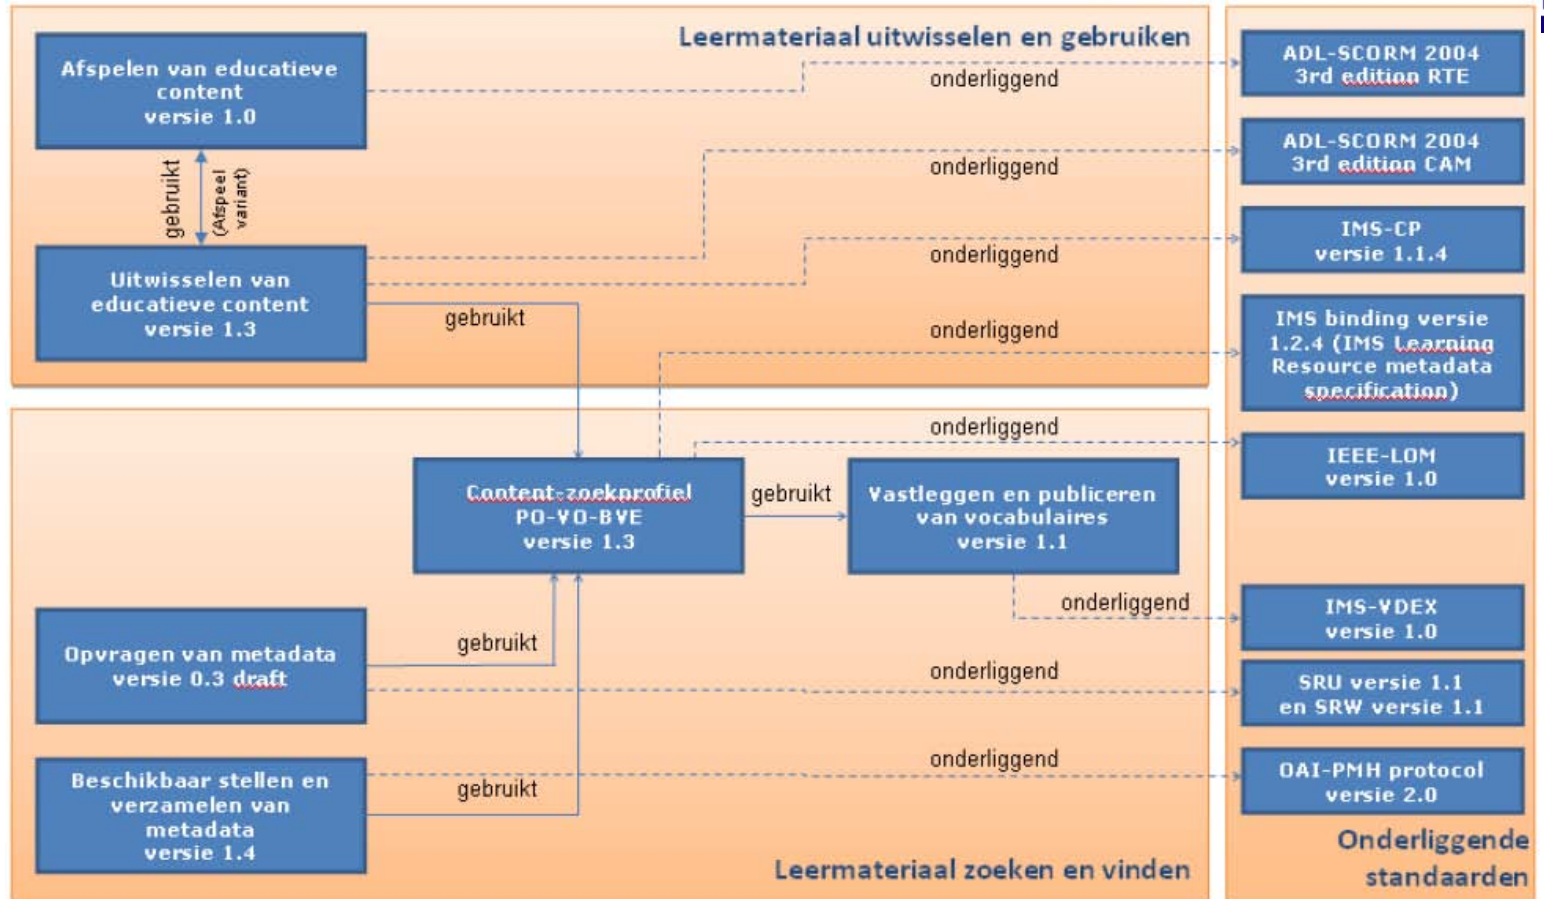 Leermateriaal uitwisselen en gebruiken
Afspelen van educatieve
content
versie 1.0
gebruikt
(Afspeel
variant)
Uitwisselen van
educatieve content
versie 1.3
gebruikt
onderliggend
onderliggend
onderliggend
onderliggend
onderliggend
Content-zoekprofiel
PO-VO-BVE
versie 1.3
gebruikt
Vastleggen en publiceren
van vocabulaires
versie 1.1
onderliggend
Opvragen van metadata
versie 0.3 draft
gebruikt
onderliggend
Beschikbaar stellen en
verzamelen van
metadata
versie 1.4
gebruikt
onderliggend
Leermateriaal zoeken en vinden
ADL-SCORM 2004
3rd edition RTE
ADL-SCORM 2004
3rd edition CAM
IMS-CP
versie 1.1.4
IMS binding versie
1.2.4 (IMS Learning
Resource metadata
specification)
IEEE-LOM
versie 1.0
IMS-VDEX
versie 1.0
SRU versie 1.1
en SRW versie 1.1
OAI-PMH protocol
versie 2.0
Onderliggende
standaarden